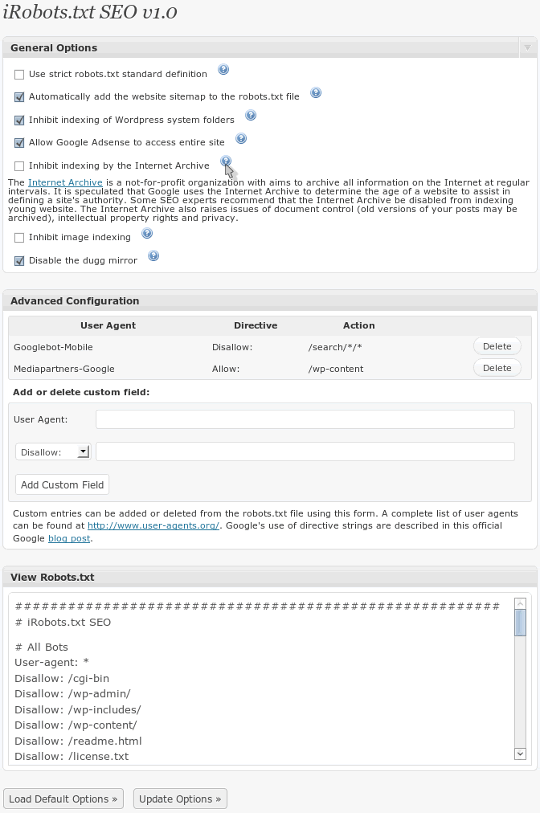 iRobots.txt SEO v1.0
General Options
Use strict robots.txt standard definition
Automatically add the website sitemap to the robots.txt file
Inhibit indexing of Wordpress system folders
Allow Google Adsense to access entire site
Inhibit indexing by the Internet Archive
The Internet Archive is a not-for-profit organization with aims to archive all information on the Internet at regular
intervals. It is speculated that Google uses the Internet Archive to determine the age of a website to assist in
defining a site's authority. Some SEO experts recommend that the Internet Archive be disabled from indexing
young website. The Internet Archive also raises issues of document control (old versions of your posts may be
archived), intellectual property rights and privacy.
Inhibit image indexing
Disable the dugg mirror
Advanced Configuration
User Agent Directive Action
Googlebot-Mobile Disallow: /search/*/* Delete
Mediapartners-Google Allow: /wp-content Delete
Add or delete custom field:
User Agent:
Disallow:
Add Custom Field
Custom entries can be added or deleted from the robots.txt file using this form. A complete list of user agents
can be found at http://www.user-agents.org/. Google's use of directive strings are described in this official
Google blog post.
View Robots.txt
#######################################################
# iRobots.txt SEO
# All Bots
User-agent: *
Disallow: /cgi-bin
Disallow: /wp-admin/
Disallow: /wp-includes/
Disallow: /wp-content/
Disallow: /readme.html
Disallow: /license.txt
Load Default Options » Update Options »